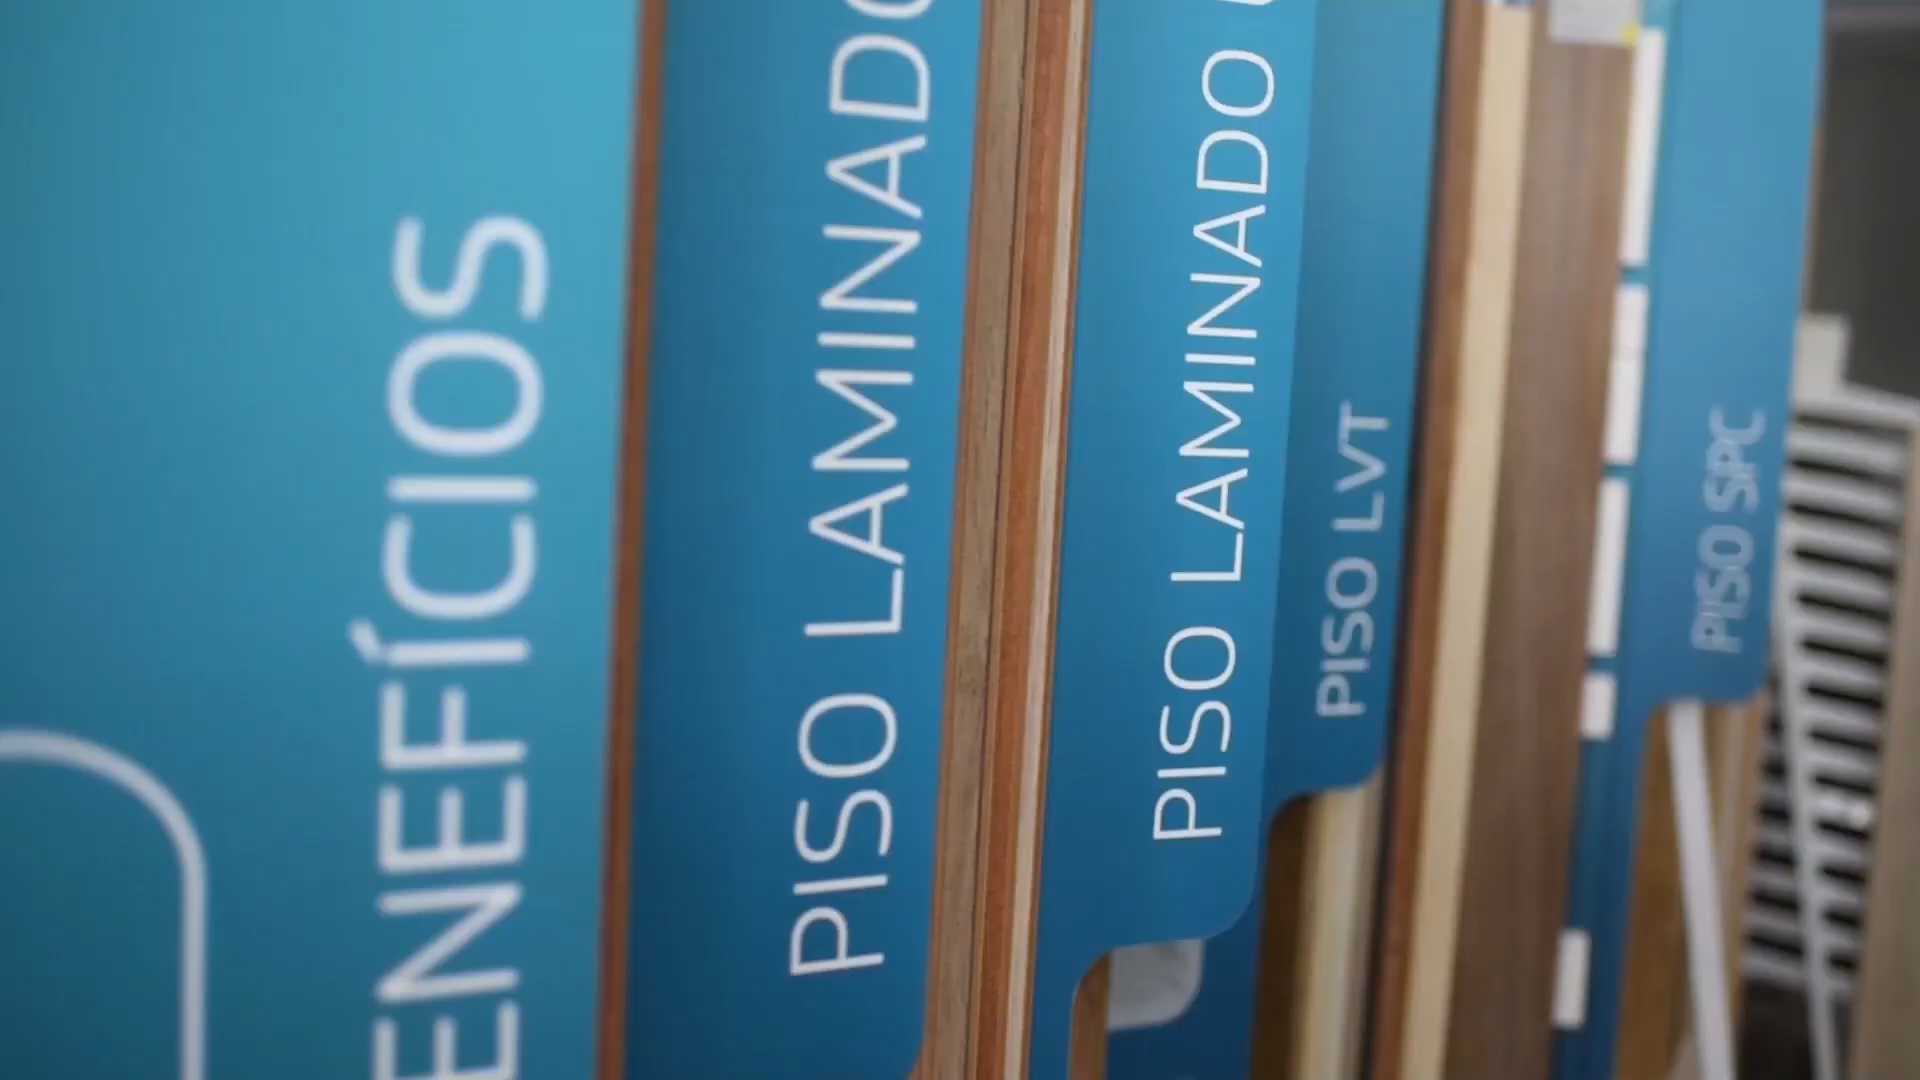 ENEFÍCIOS
PISO LAMINADO
PISO LAMINADO
PISO LVT
PISO SPC